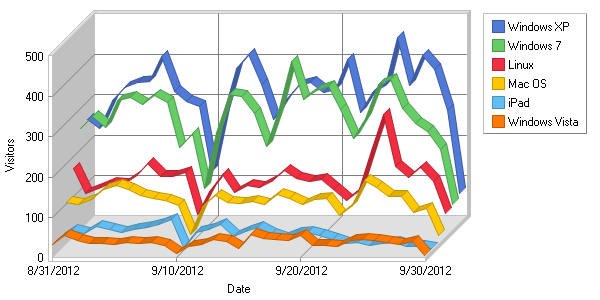 500
400
300
200
100
0
Visitors
8/31/2012
9/10/2012
9/20/2012
9/30/2012
Date
Windows XP
Windows 7
Linux
Mac OS
iPad
Windows Vista